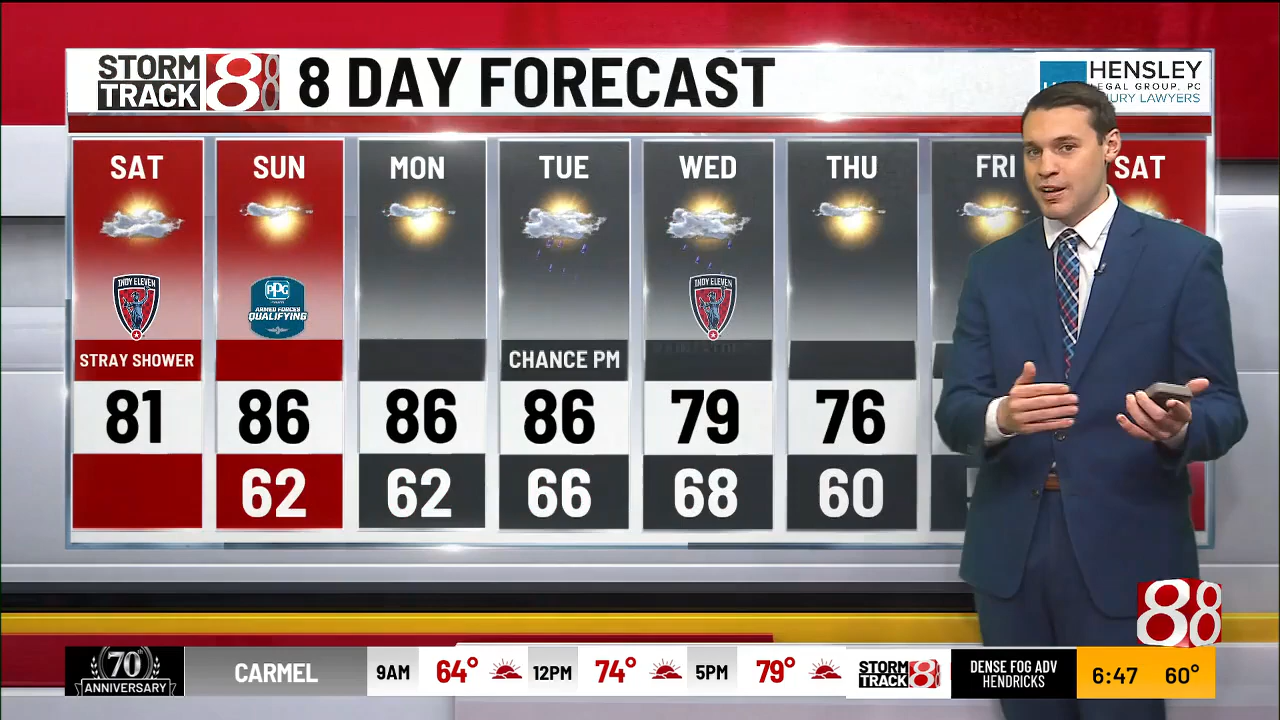 STORM TRACK 8
8 DAY FORECAST
HENSLEY
LEGAL GROUP, PC
LAWYERS
SAT
SUN
MON
TUE
WED
THU
FRI
SAT
INDY ELEVEN
PPG
ARMED FORCES
QUALIFYING
INDY ELEVEN
STRAY SHOWER
CHANCE PM
81
86
86
86
79
76
62
62
66
68
60
8
70th
ANNIVERSARY
CARMEL
9AM 64°
12PM 74°
5PM 79°
STORM TRACK 8
DENSE FOG ADV
HENDRICKS
6:47 60°